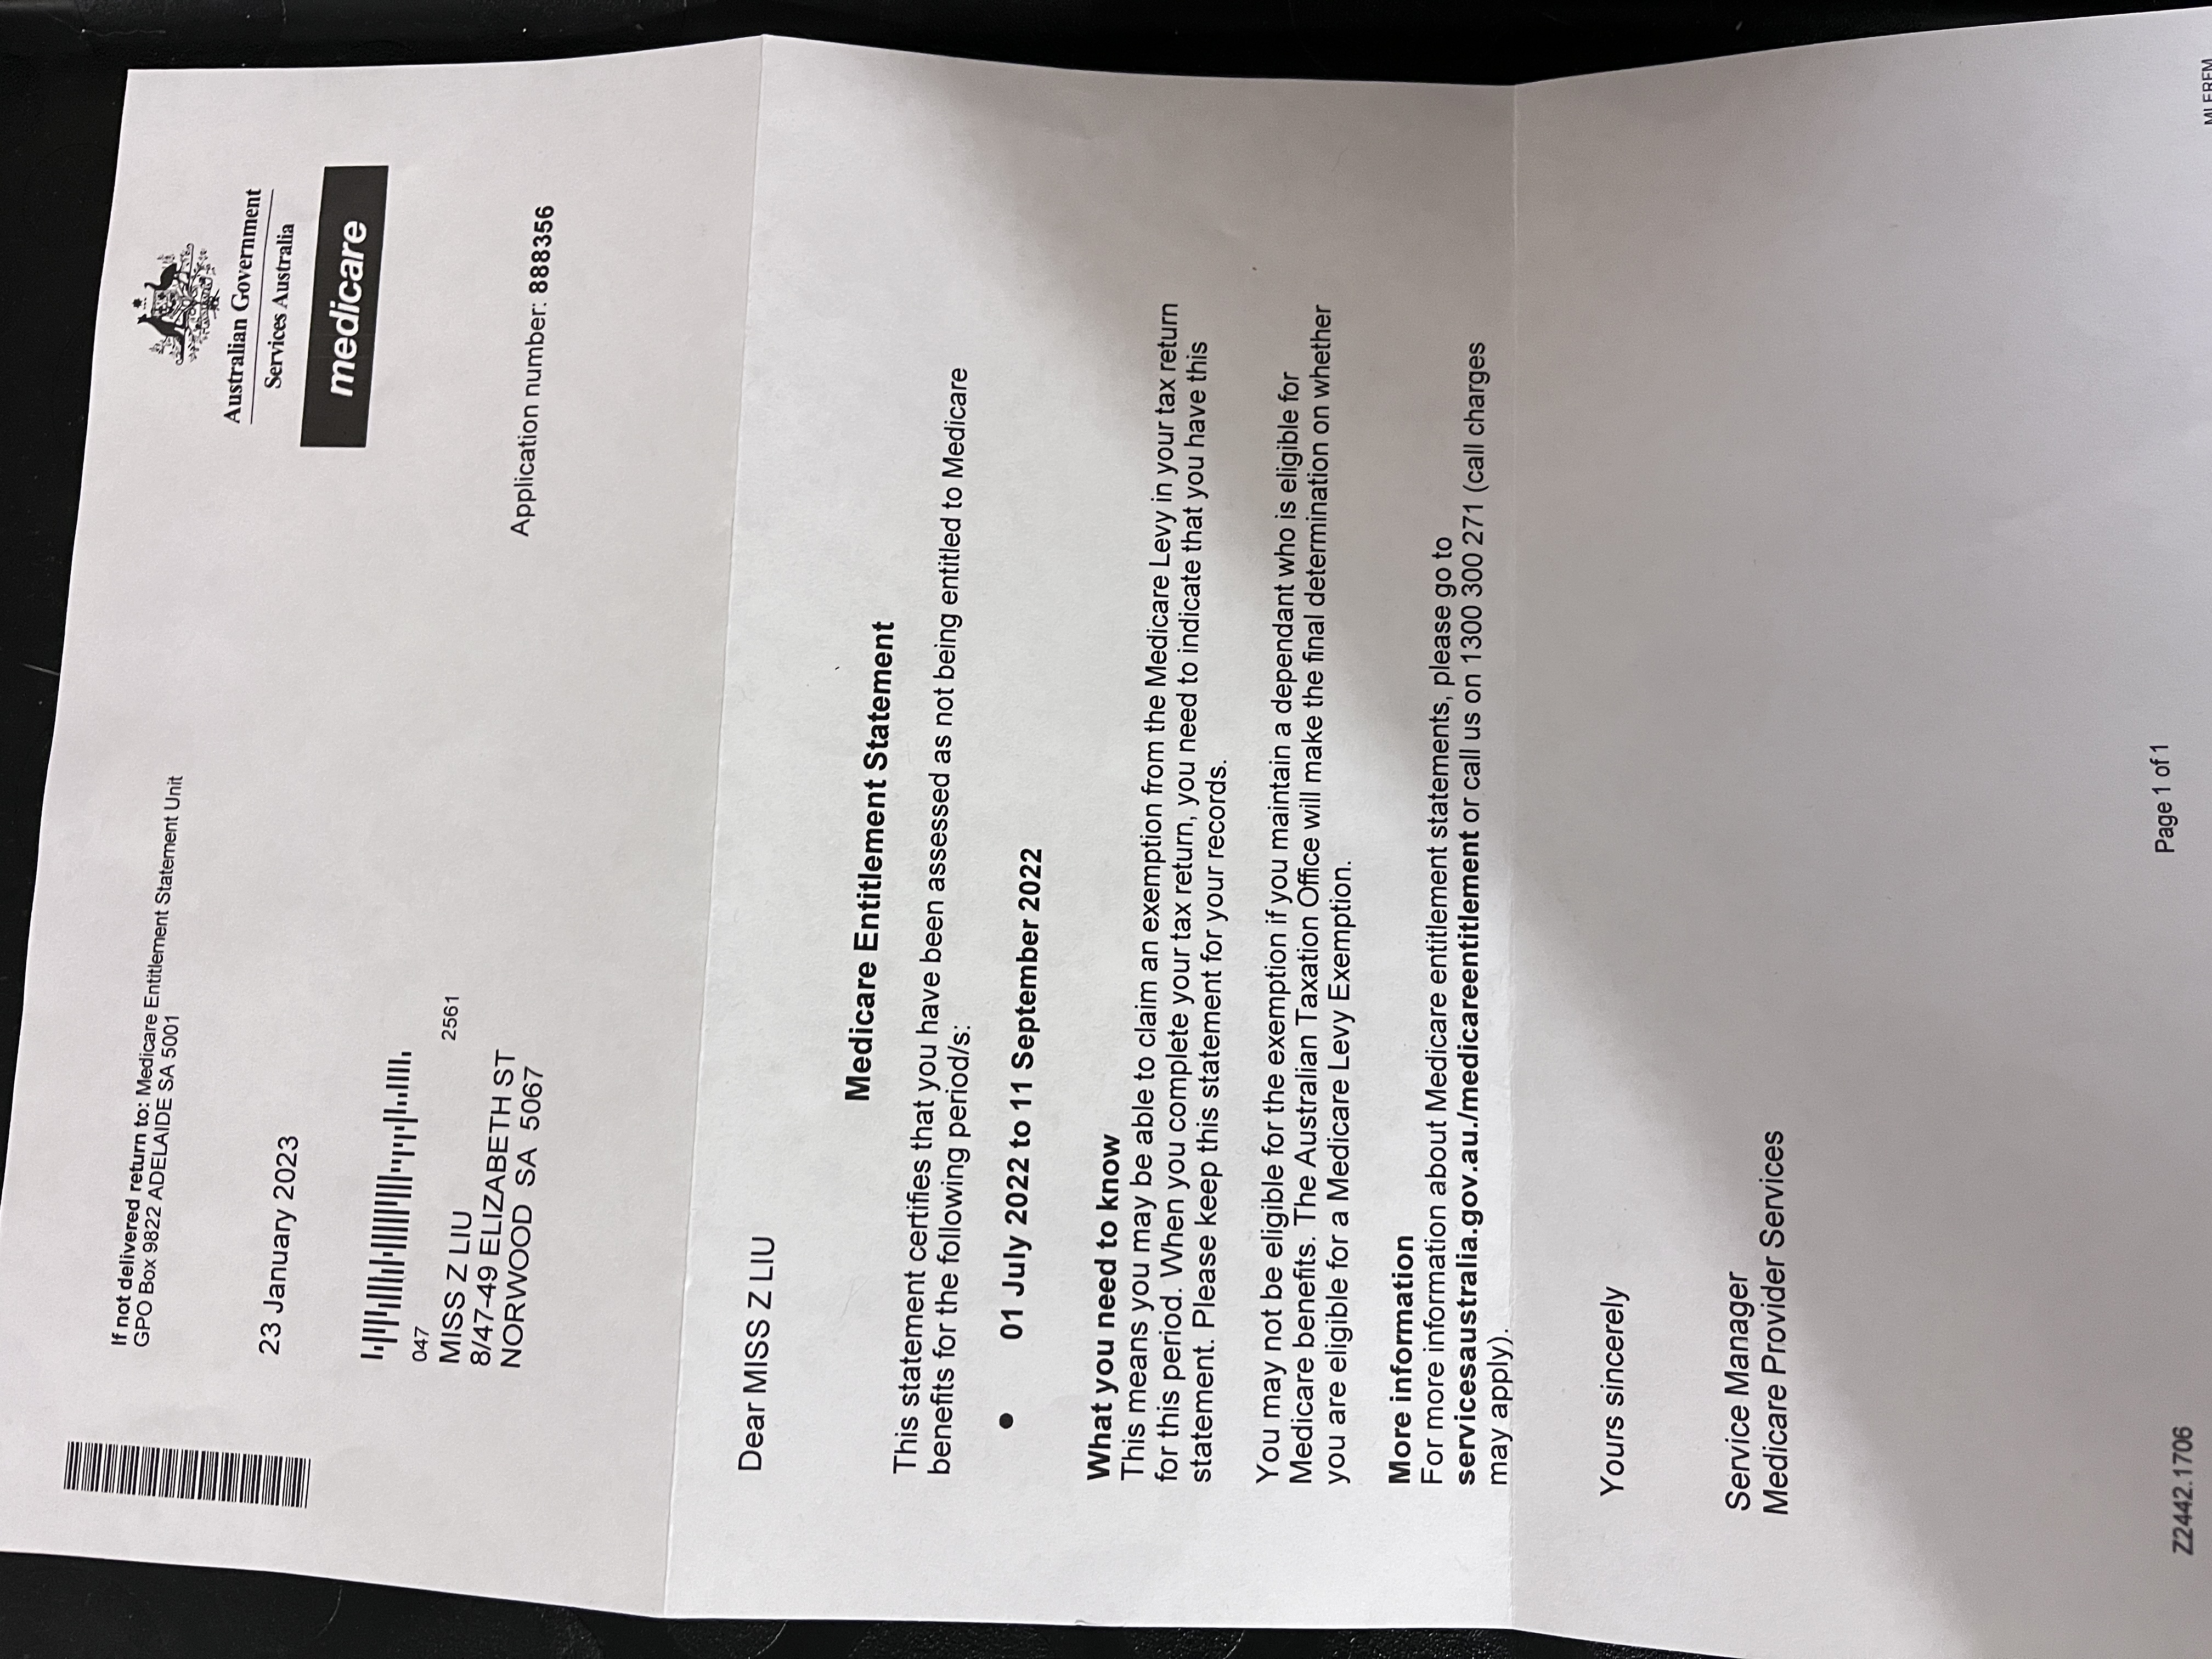 If not delivered return to: Medicare Entitlement Statement Unit
GPO Box 9822 ADELAIDE SA 5001
Australian Government
Services Australia
medicare
23 January 2023
047
2561
MISS Z LIU
8/47-49 ELIZABETH ST
NORWOOD SA 5067
Application number: 888356
Dear MISS Z LIU
Medicare Entitlement Statement
This statement certifies that you have been assessed as not being entitled to Medicare
benefits for the following period/s:
• 01 July 2022 to 11 September 2022
What you need to know
This means you may be able to claim an exemption from the Medicare Levy in your tax return
for this period. When you complete your tax return, you need to indicate that you have this
statement. Please keep this statement for your records.
You may not be eligible for the exemption if you maintain a dependant who is eligible for
Medicare benefits. The Australian Taxation Office will make the final determination on whether
you are eligible for a Medicare Levy Exemption.
More information
For more information about Medicare entitlement statements, please go to
servicesaustralia.gov.au./medicareentitlement or call us on 1300 300 271 (call charges
may apply).
Yours sincerely
Service Manager
Medicare Provider Services
Page 1 of 1
Z2442.1706